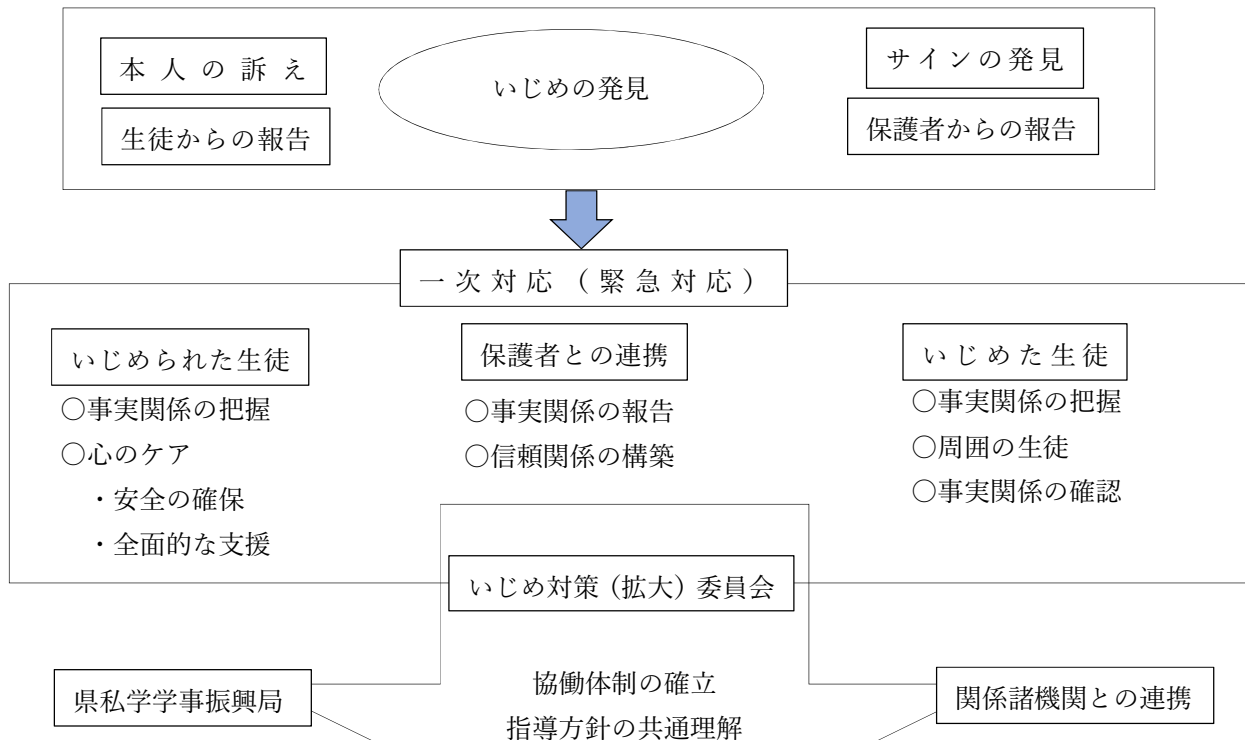 本人の訴え
いじめの発見
サインの発見
生徒からの報告
保護者からの報告
一次対応（緊急対応）
いじめられた生徒
○事実関係の把握
○心のケア
・安全の確保
・全面的な支援
保護者との連携
○事実関係の報告
○信頼関係の構築
いじめた生徒
○事実関係の把握
○周囲の生徒
○事実関係の確認
いじめ対策（拡大）委員会
県私学学事振興局
協働体制の確立
指導方針の共通理解
関係諸機関との連携